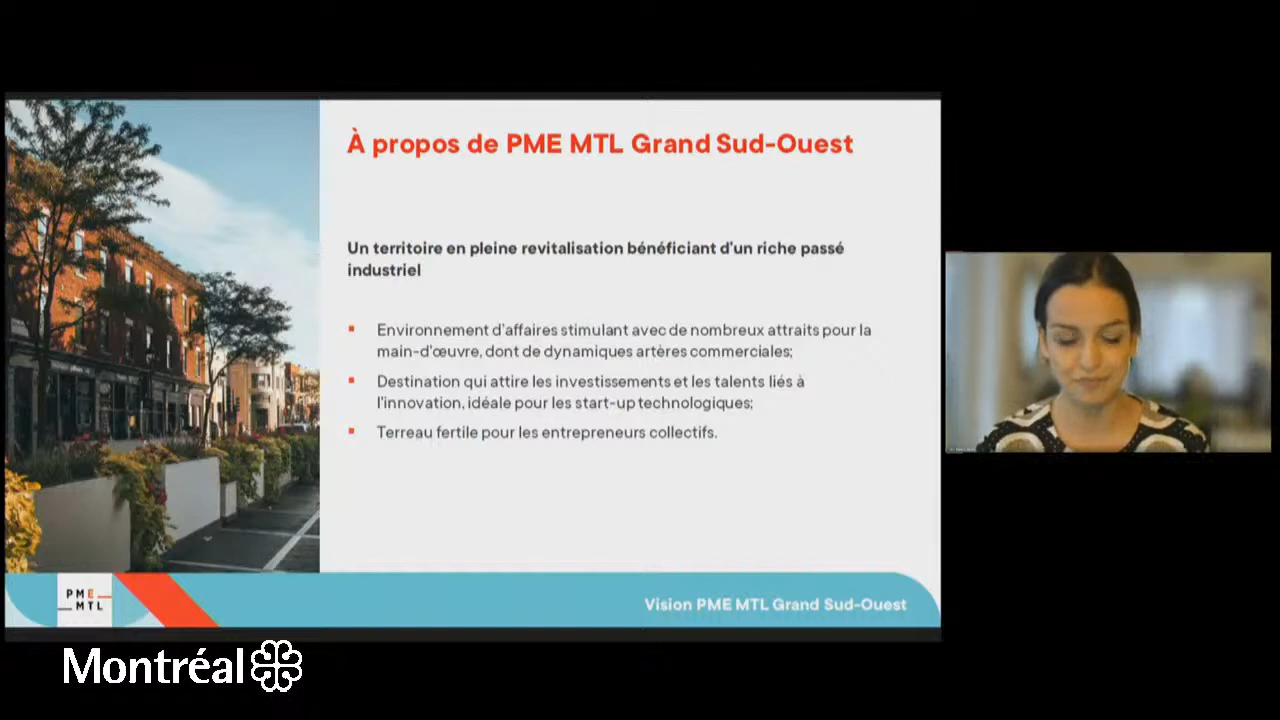 À propos de PME MTL Grand Sud-Ouest
Un territoire en pleine revitalisation bénéficiant d'un riche passé
industriel
Environnement d'affaires stimulant avec de nombreux attraits pour la
main-d'œuvre, dont de dynamiques artères commerciales;
Destination qui attire les investissements et les talents liés à
l'innovation, idéale pour les start-up technologiques;
Terreau fertile pour les entrepreneurs collectifs.
PME
MTL
Vision PME MTL Grand Sud-Ouest
Montréal